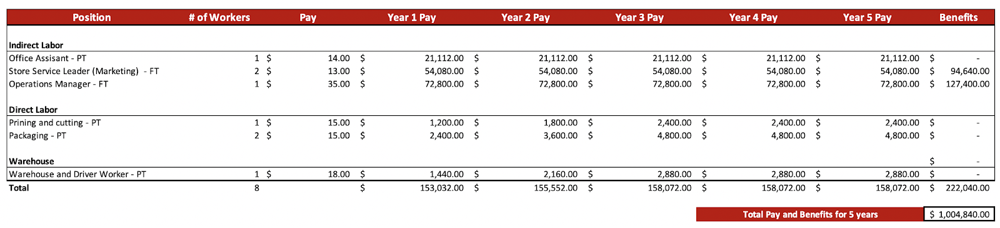 Position # of Workers Pay Year 1 Pay Year 2 Pay Year 3 Pay Year 4 Pay Year 5 Pay Benefits
Indirect Labor
Office Assisant - PT 1 $ 14.00 $ 21,112.00 $ 21,112.00 $ 21,112.00 $ 21,112.00 $ 21,112.00 $ -
Store Service Leader (Marketing) - FT 2 $ 13.00 $ 54,080.00 $ 54,080.00 $ 54,080.00 $ 54,080.00 $ 54,080.00 $ 94,640.00
Operations Manager - FT 1 $ 35.00 $ 72,800.00 $ 72,800.00 $ 72,800.00 $ 72,800.00 $ 72,800.00 $ 127,400.00
Direct Labor
Prining and cutting - PT 1 $ 15.00 $ 1,200.00 $ 1,800.00 $ 2,400.00 $ 2,400.00 $ 2,400.00 $ -
Packaging - PT 2 $ 15.00 $ 2,400.00 $ 3,600.00 $ 4,800.00 $ 4,800.00 $ 4,800.00 $ -
Warehouse $ -
Warehouse and Driver Worker - PT 1 $ 18.00 $ 1,440.00 $ 2,160.00 $ 2,880.00 $ 2,880.00 $ 2,880.00 $ -
Total 8 $ 153,032.00 $ 155,552.00 $ 158,072.00 $ 158,072.00 $ 158,072.00 $ 222,040.00
Total Pay and Benefits for 5 years $ 1,004,840.00